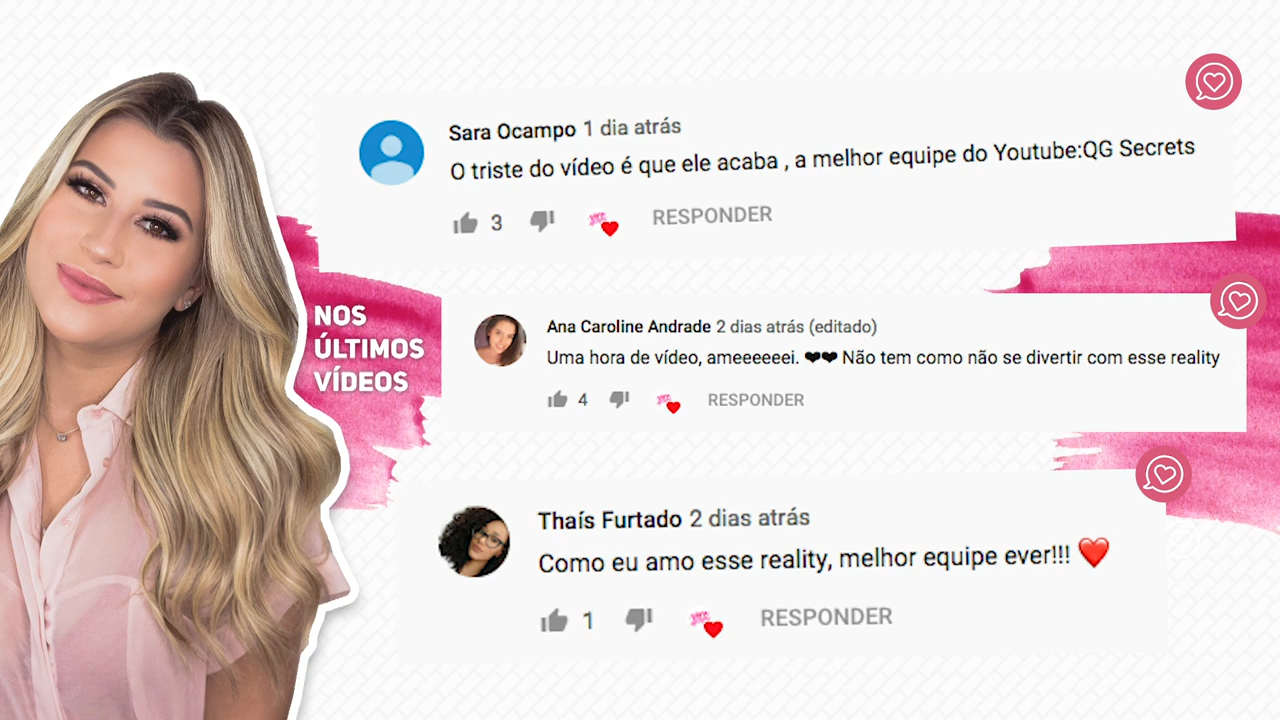 Sara Ocampo 1 dia atrás
O triste do vídeo é que ele acaba , a melhor equipe do Youtube:QG Secrets
3 RESPONDER
NOS
ÚLTIMOS
VÍDEOS
Ana Caroline Andrade 2 dias atrás (editado)
Uma hora de vídeo, ameeeeeei. ❤❤ Não tem como não se divertir com esse reality
4 RESPONDER
Thaís Furtado 2 dias atrás
Como eu amo esse reality, melhor equipe ever!!! ❤️
1 RESPONDER